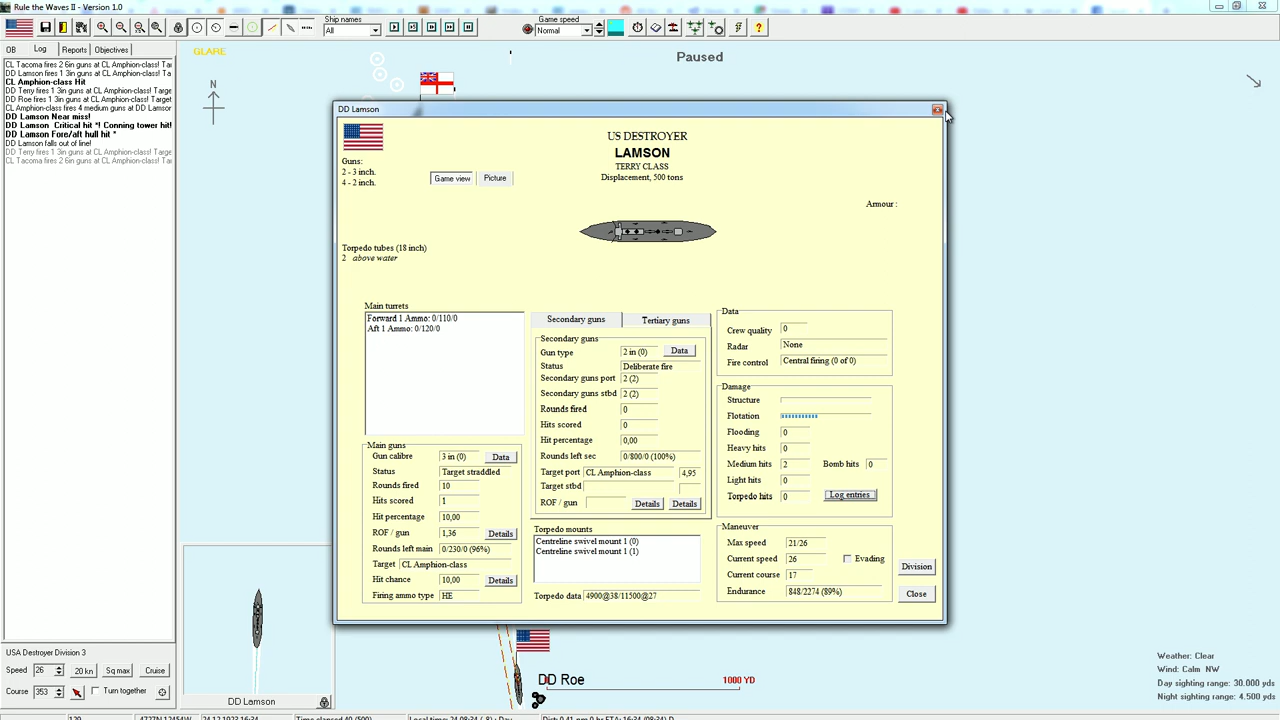 Rule the Waves II - Version 1.0
Ship names
All
Game speed
Normal
OB Log Reports Objectives
GLARE
Paused
N
CL Tacoma fires 2 6in guns at CL Amphion-class! Tar
DD Lamson fires 1 3in guns at CL Amphion-class! Tar
CL Amphion-class Hit
DD Terry fires 1 3in guns at CL Amphion-class! Target
DD Roe fires 1 3in guns at CL Amphion-class! Target
CL Amphion-class fires 4 medium guns at DD Lamson
DD Lamson Near miss!
DD Lamson Critical hit *! Conning tower hit!
DD Lamson Fore/aft hull hit *
DD Lamson falls out of line!
DD Terry fires 1 3in guns at CL Amphion-class! Target
CL Tacoma fires 2 6in guns at CL Amphion-class! Tar
DD Lamson
US DESTROYER
LAMSON
TERRY CLASS
Displacement, 500 tons
Guns:
2 - 3 inch.
4 - 2 inch.
Game view Picture
Armour :
Torpedo tubes (18 inch)
2 above water
Main turrets
Forward 1 Ammo: 0/110/0
Aft 1 Ammo: 0/120/0
Main guns
Gun calibre 3 in (0) Data
Status Target straddled
Rounds fired 10
Hits scored 1
Hit percentage 10,00
ROF / gun 1,36 Details
Rounds left main 0/230/0 (96%)
Target CL Amphion-class
Hit chance 10,00 Details
Firing ammo type HE
Secondary guns Tertiary guns
Secondary guns
Gun type 2 in (0) Data
Status Deliberate fire
Secondary guns port 2 (2)
Secondary guns stbd 2 (2)
Rounds fired 0
Hits scored 0
Hit percentage 0,00
Rounds left sec 0/800/0 (100%)
Target port CL Amphion-class 4,95
Target stbd
ROF / gun Details Details
Torpedo mounts
Centreline swivel mount 1 (0)
Centreline swivel mount 1 (1)
Torpedo data 4900@38/11500@27
Data
Crew quality 0
Radar None
Fire control Central firing (0 of 0)
Damage
Structure
Flotation
Flooding 0
Heavy hits 0
Medium hits 2 Bomb hits 0
Light hits 0
Torpedo hits 0 Log entries
Maneuver
Max speed 21/26
Current speed 26 Evading
Current course 17
Endurance 848/2274 (89%)
Division
Close
USA Destroyer Division 3
Speed 26 20 kn Sq max Cruise
Course 353 Turn together
DD Lamson
DD Roe
1000 YD
Weather: Clear
Wind: Calm NW
Day sighting range: 30.000 yds
Night sighting range: 4.500 yds